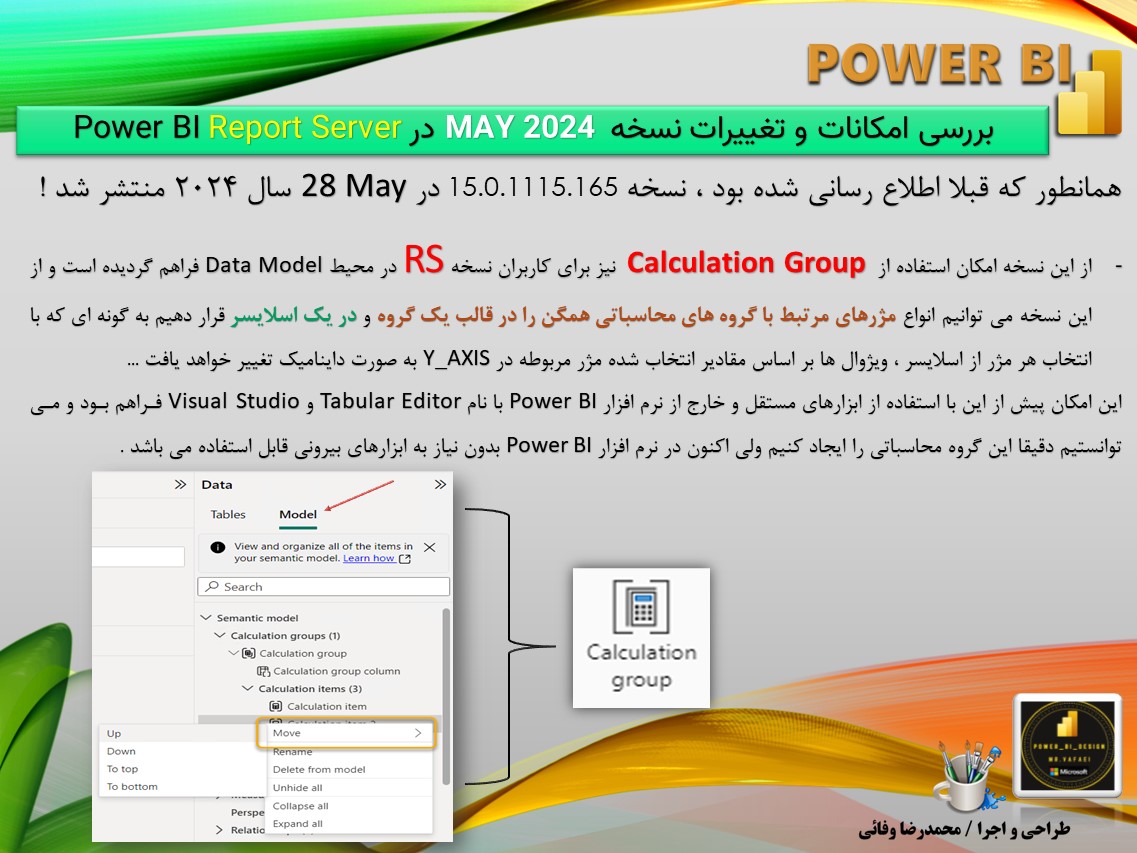 POWER BI
بررسی امکانات و تغییرات نسخه MAY 2024 در Power BI Report Server
همانطور که قبلا اطلاع رسانی شده بود ، نسخه 15.0.1115.165 در 28 May سال ۲۰۲۴ منتشر شد !
- از این نسخه امکان استفاده از Calculation Group نیز برای کاربران نسخه RS در محیط Data Model فراهم گردیده است و از
این نسخه می توانیم انواع مژرهای مرتبط با گروه های محاسباتی همگن را در قالب یک گروه و در یک اسلایسر قرار دهیم به گونه ای که با
انتخاب هر مژر از اسلایسر ، ویژوال ها بر اساس مقادیر انتخاب شده مژر مربوطه در Y_AXIS به صورت داینامیک تغییر خواهد یافت ...
این امکان پیش از این با استفاده از ابزارهای مستقل و خارج از نرم افزار Power BI با نام Tabular Editor و Visual Studio فراهم بود و می
توانستیم دقیقا این گروه محاسباتی را ایجاد کنیم ولی اکنون در نرم افزار Power BI بدون نیاز به ابزارهای بیرونی قابل استفاده می باشد .
Data
Tables Model
View and organize all of the items in
your semantic model. Learn how
Search
Semantic model
Calculation groups (1)
Calculation group
Calculation group column
Calculation items (3)
Calculation item
Move
Rename
Delete from model
Unhide all
Collapse all
Expand all
Up
Down
To top
To bottom
Calculation
group
POWER_BI_DESIGN
MR.VAFAEI
Microsoft
طراحی و اجرا / محمدرضا وفائی